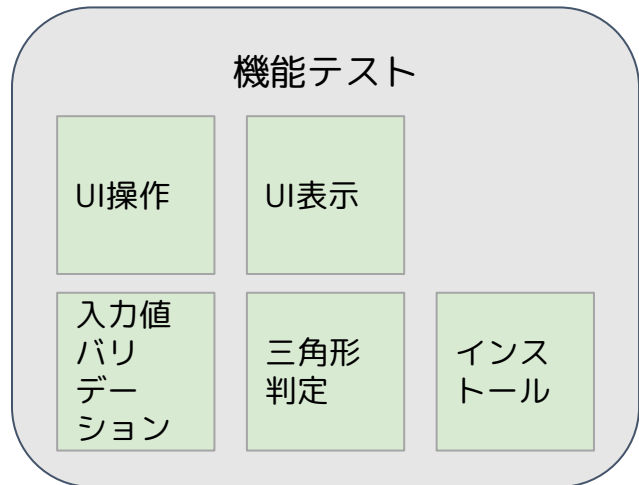 機能テスト
UI操作
UI表示
入力値
バリ
デー
ション
三角形
判定
インス
トール